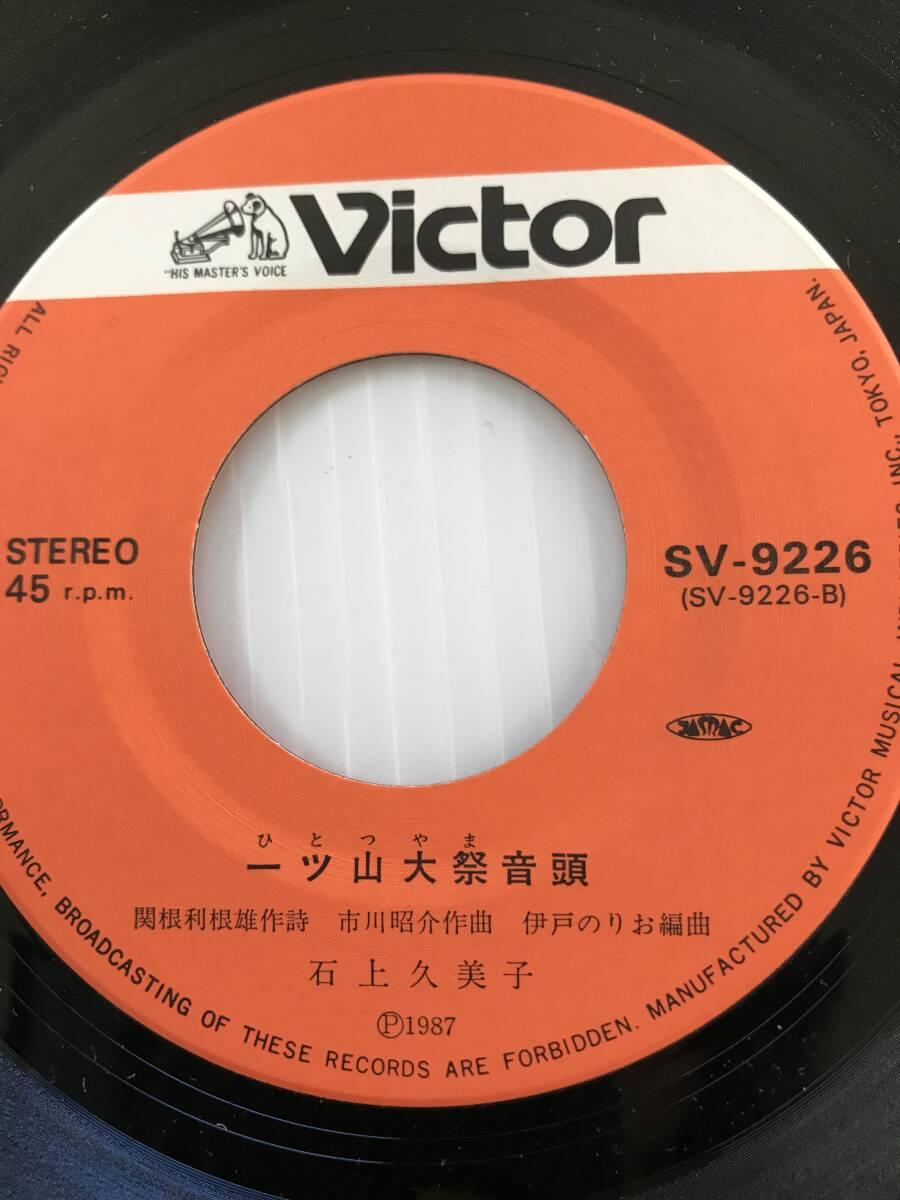 Victor
"HIS MASTER'S VOICE
STEREO
45 r.p.m.
SV-9226
(SV-9226-B)
JASRAC
ひとつやま
一ツ山大祭音頭
関根利根雄作詩 市川昭介作曲 伊戸のりお編曲
石上久美子
Ⓟ1987
ALL
BROADCASTING OF THESE RECORDS ARE FORBIDDEN. MANUFACTURED BY VICTOR MUSICAL
INC., TOKYO, JAPAN.